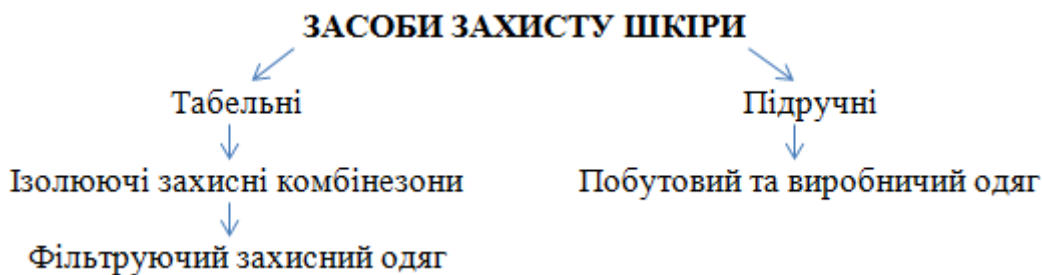 ЗАСОБИ ЗАХИСТУ ШКІРИ
Табельні
Підручні
Ізолюючі захисні комбінезони
Побутовий та виробничий одяг
Фільтруючий захисний одяг